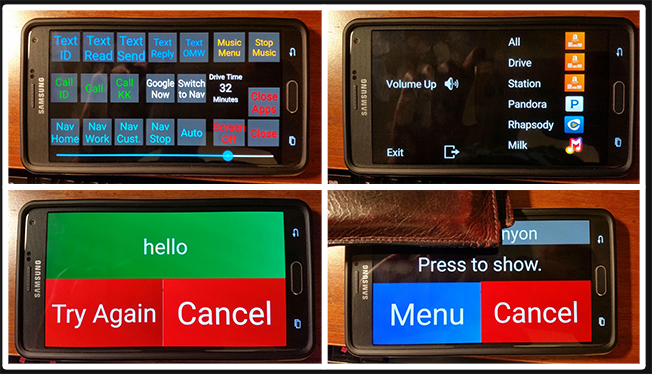 Text ID
Text Read
Text Send
Text Reply
Text OMW
Music Menu
Stop Music
Call ID
Call
Call KK
Google Now
Switch to Nav
Drive Time
32
Minutes
Close Apps
Nav Home
Nav Work
Nav Cust.
Nav Stop
Auto
Screen Off
Close
SAMSUNG
All
Drive
Volume Up
Station
Pandora
Rhapsody
Exit
Milk
SAMSUNG
hello
Try Again
Cancel
SAMSUNG
nyon
Press to show.
Menu
Cancel
SAMSUNG